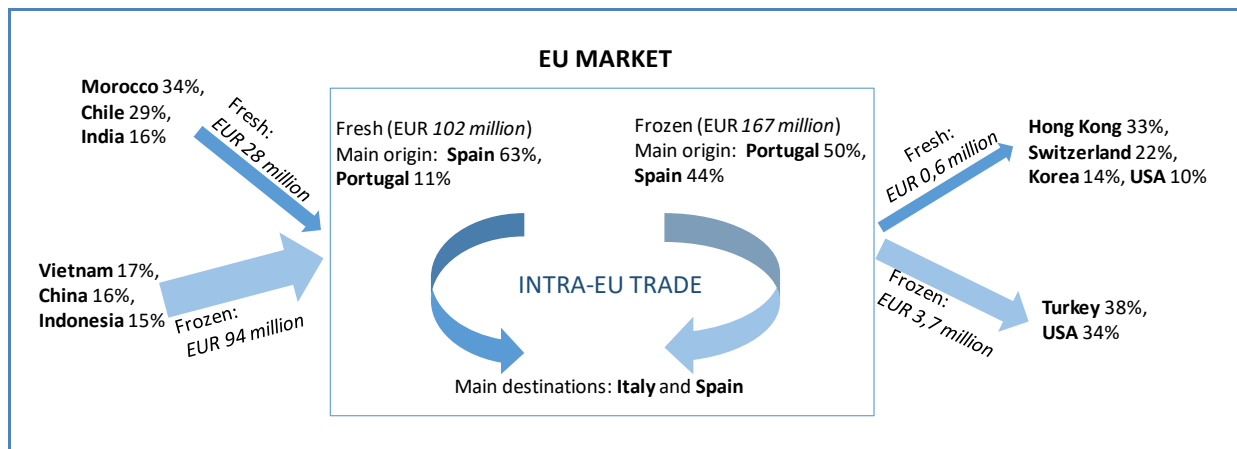 EU MARKET
Morocco 34%,
Chile 29%,
India 16%
Fresh:
EUR 28 million
Vietnam 17%,
China 16%,
Indonesia 15%
Frozen:
EUR 94 million
Fresh (EUR 102 million)
Main origin: Spain 63%,
Portugal 11%
Frozen (EUR 167 million)
Main origin: Portugal 50%,
Spain 44%
INTRA-EU TRADE
Main destinations: Italy and Spain
Fresh:
EUR 0,6 million
Hong Kong 33%,
Switzerland 22%,
Korea 14%, USA 10%
Frozen:
EUR 3,7 million
Turkey 38%,
USA 34%